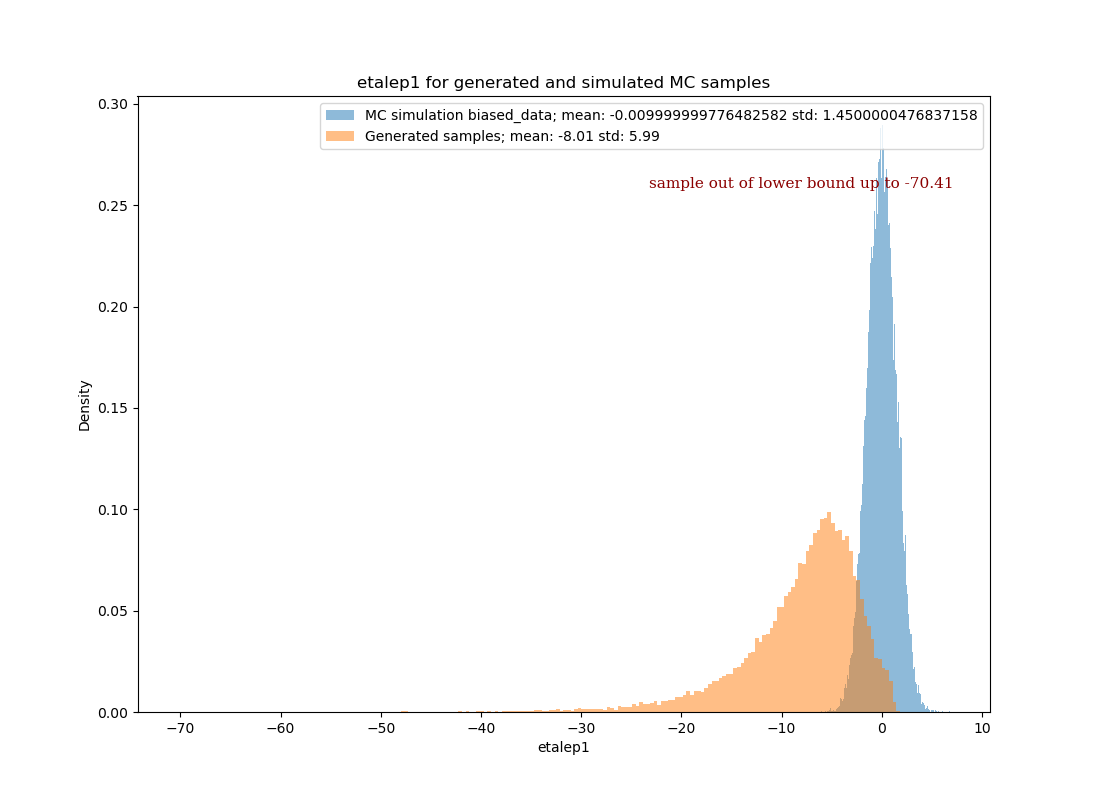 etalep1 for generated and simulated MC samples
MC simulation biased_data; mean: -0.009999999776482582 std: 1.4500000476837158
Generated samples; mean: -8.01 std: 5.99
sample out of lower bound up to -70.41
0.30
0.25
0.20
0.15
0.10
0.05
0.00
Density
−70 −60 −50 −40 −30 −20 −10 0 10
etalep1